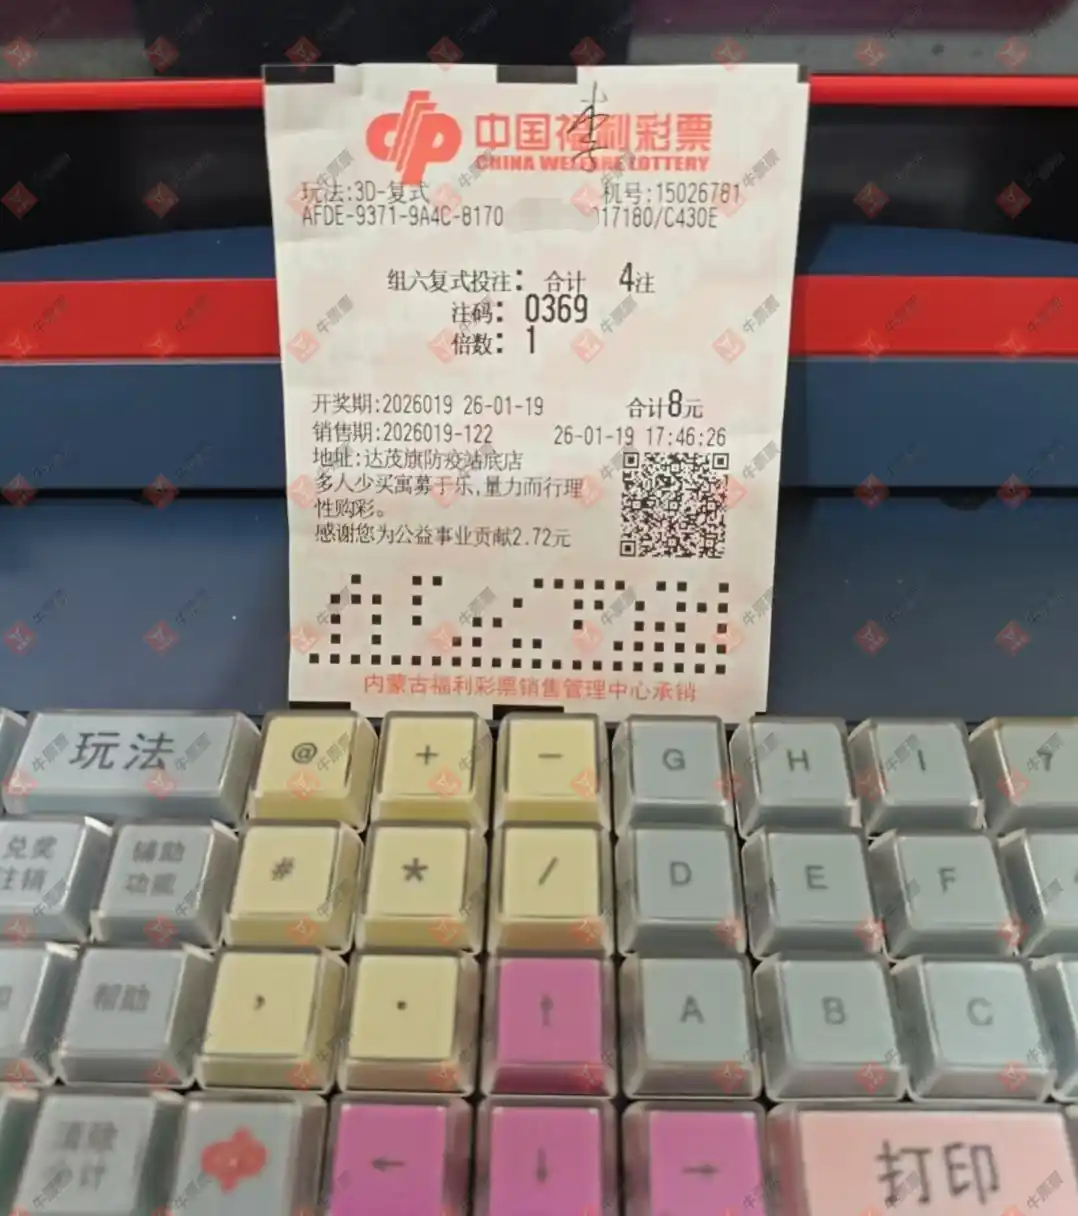 李
中国福利彩票
CHINA WELFARE LOTTERY
玩法:3D-复式 机号:15026781
AFDE-9371-9A4C-8170 17180/C430E
组六复式投注: 合计 4注
注码: 0369
倍数: 1
开奖期:2026019 26-01-19 合计8元
销售期:2026019-122 26-01-19 17:46:26
地址:达茂旗防疫站底店
多人少买寓募于乐,量力而行理
性购彩。
感谢您为公益事业贡献2.72元
内蒙古福利彩票销售管理中心承销
玩法 @ + - G H I ?
兑奖
注销
辅助
功能
# * / D E F
帮助 , . ↑ A B C
清除
← ↓ → 打印
牛票票